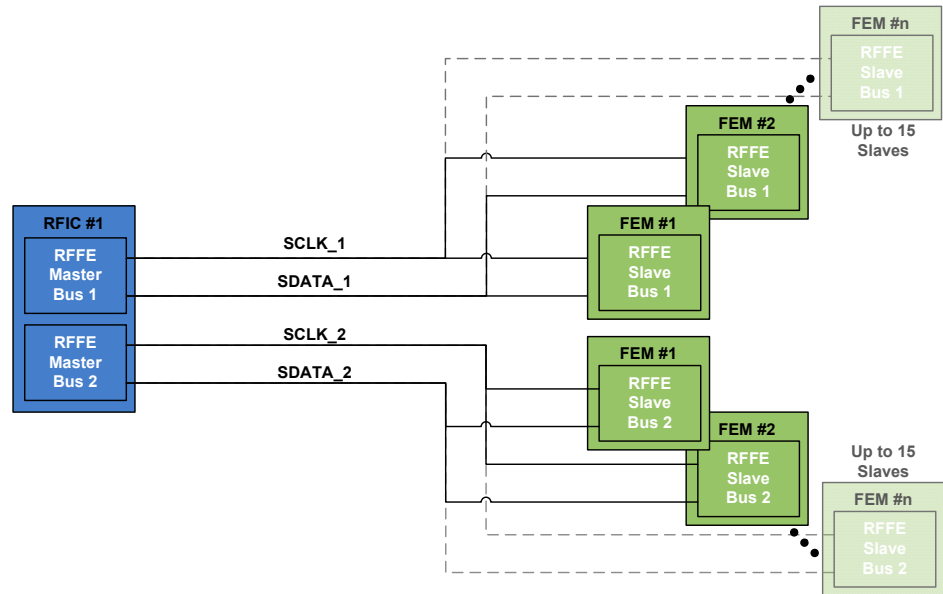 FEM #n
RFFE
Slave
Bus 1
Up to 15
Slaves
FEM #2
RFFE
Slave
Bus 1
RFIC #1
RFFE
Master
Bus 1
RFFE
Master
Bus 2
SCLK_1
SDATA_1
SCLK_2
SDATA_2
FEM #1
RFFE
Slave
Bus 1
FEM #1
RFFE
Slave
Bus 2
FEM #2
RFFE
Slave
Bus 2
Up to 15
Slaves
FEM #n
RFFE
Slave
Bus 2